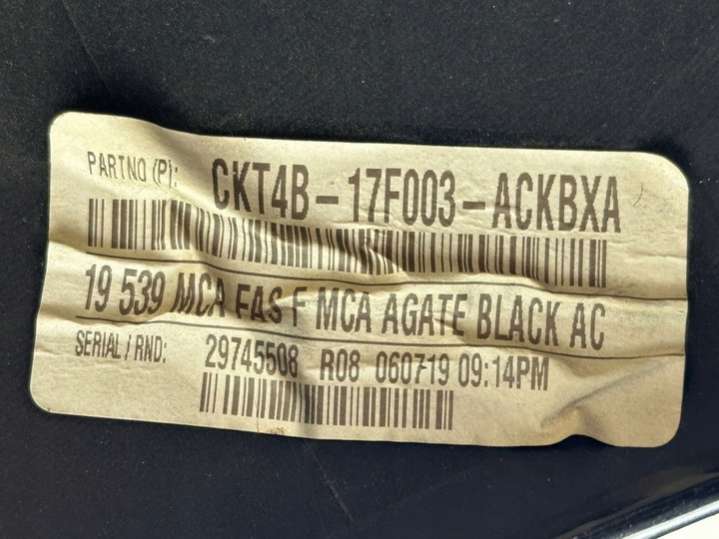 PARTNO (P): CKT4B-17F003-ACKBXA
19 539 MCA FAS F MCA AGATE BLACK AC
SERIAL/RND: 29745508 R08 060719 09:14PM